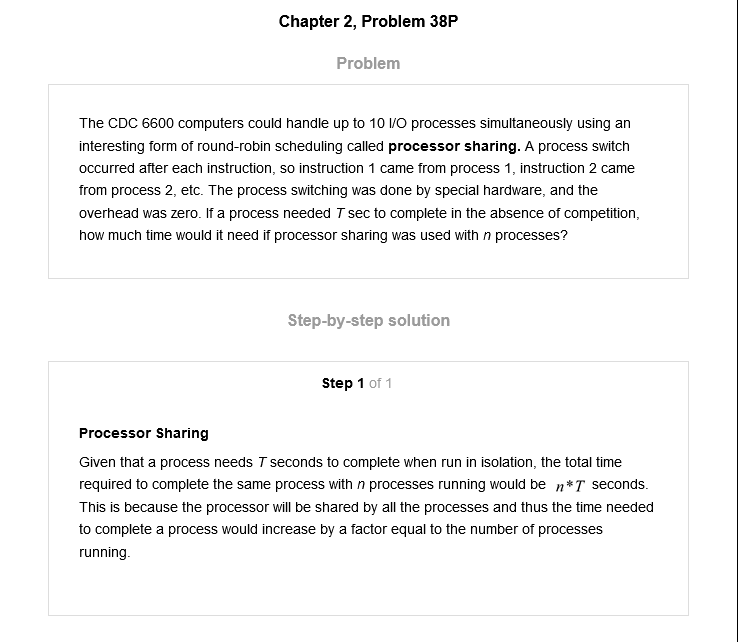 Chapter 2, Problem 38P
Problem
The CDC 6600 computers could handle up to 10 I/O processes simultaneously using an
interesting form of round-robin scheduling called processor sharing. A process switch
occurred after each instruction, so instruction 1 came from process 1, instruction 2 came
from process 2, etc. The process switching was done by special hardware, and the
overhead was zero. If a process needed T sec to complete in the absence of competition,
how much time would it need if processor sharing was used with n processes?
Step-by-step solution
Step 1 of 1
Processor Sharing
Given that a process needs T seconds to complete when run in isolation, the total time
required to complete the same process with n processes running would be n*T seconds.
This is because the processor will be shared by all the processes and thus the time needed
to complete a process would increase by a factor equal to the number of processes
running.